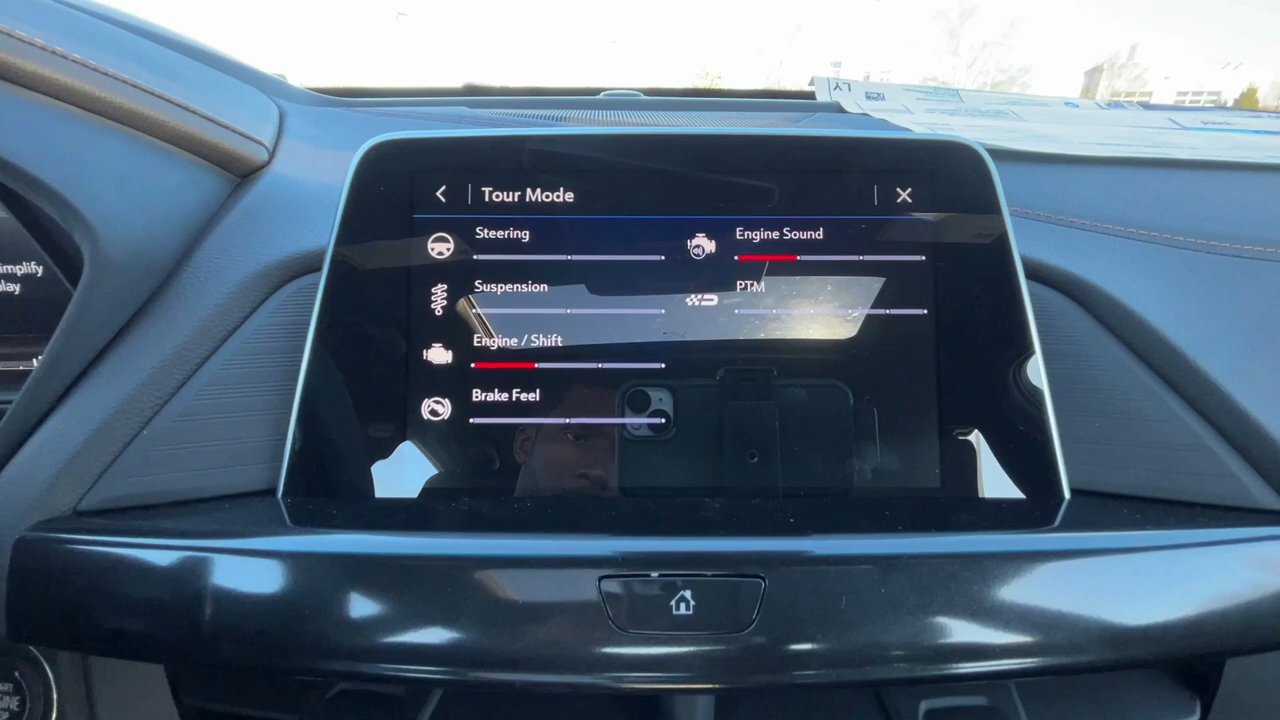 Tour Mode
Steering
Engine Sound
Suspension
PTM
Engine / Shift
Brake Feel
implify
lay